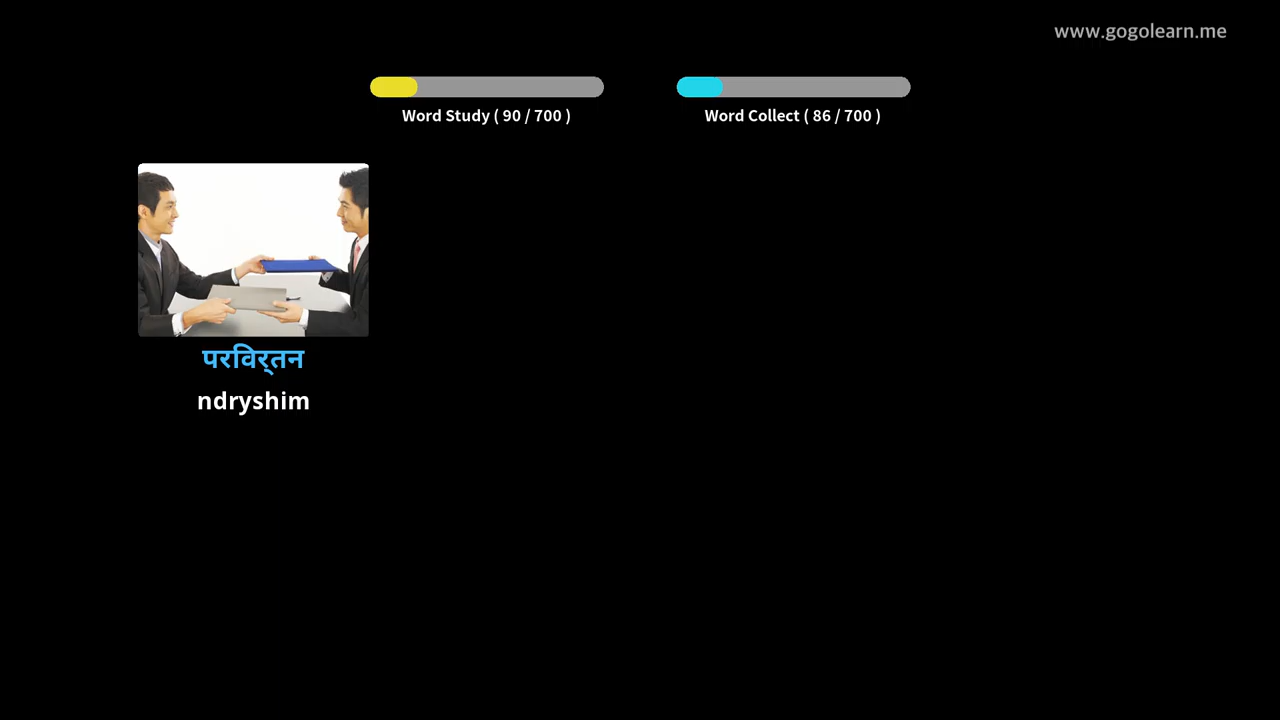 www.gogolearn.me
Word Study ( 90 / 700 )
Word Collect ( 86 / 700 )
परविर्तन
ndryshim